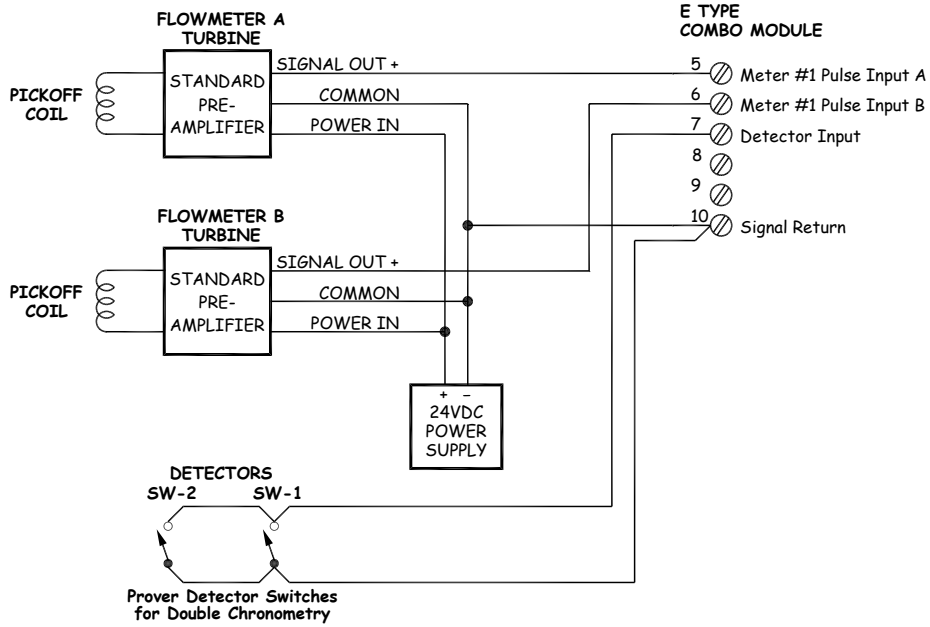 E TYPE
COMBO MODULE
FLOWMETER A
TURBINE
PICKOFF
COIL
STANDARD
PRE-
AMPLIFIER
SIGNAL OUT +
COMMON
POWER IN
5 Meter #1 Pulse Input A
6 Meter #1 Pulse Input B
7 Detector Input
8
9
10 Signal Return
FLOWMETER B
TURBINE
PICKOFF
COIL
STANDARD
PRE-
AMPLIFIER
SIGNAL OUT +
COMMON
POWER IN
+ –
24VDC
POWER
SUPPLY
DETECTORS
SW-2 SW-1
Prover Detector Switches
for Double Chronometry